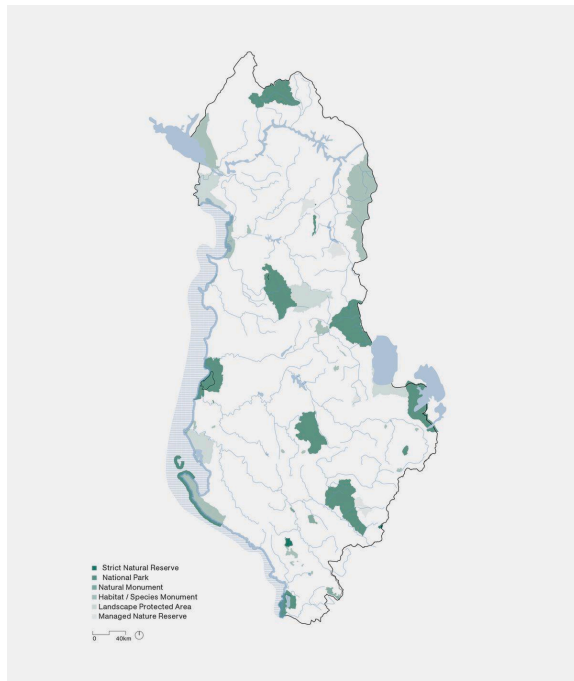 Strict Natural Reserve
National Park
Natural Monument
Habitat / Species Monument
Landscape Protected Area
Managed Nature Reserve
0 40km